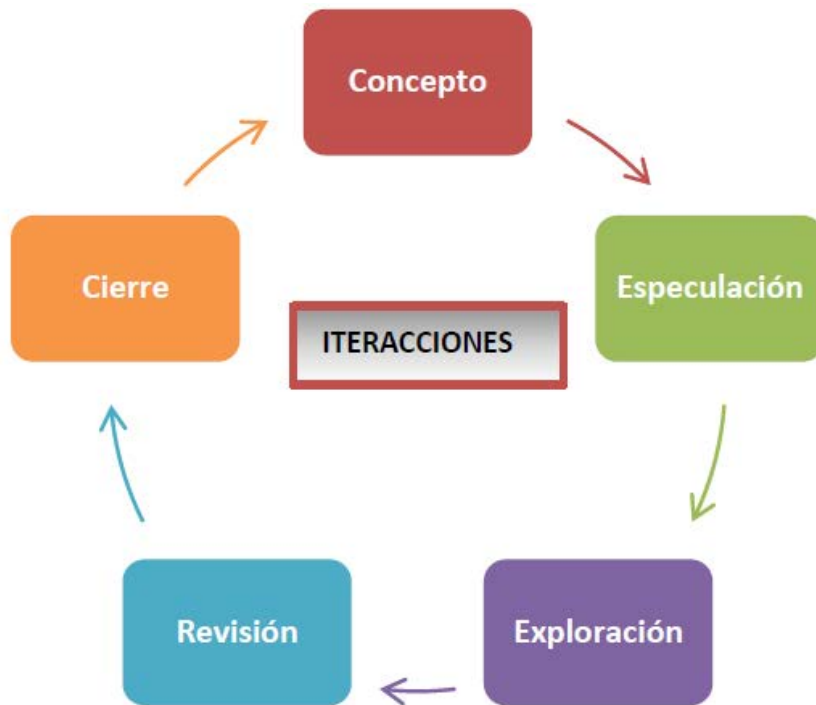 Concepto
Especulación
Exploración
Revisión
Cierre
ITERACCIONES